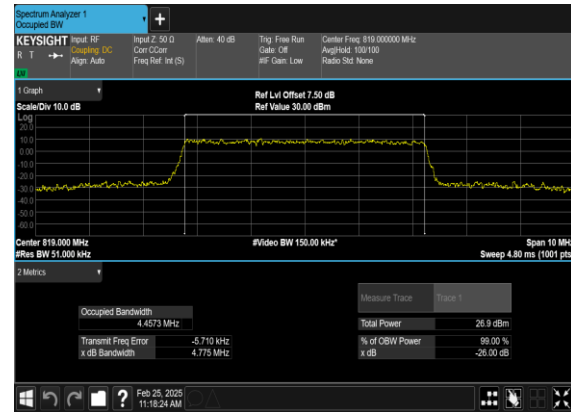 Spectrum Analyzer 1
Occupied BW
KEYSIGHT Input: RF Input Z: 50 Ω Atten: 40 dB Trig: Free Run Center Freq: 819.000000 MHz
R T Coupling: DC Corr CCorr Gate: Off Avg|Hold: 100/100
Align: Auto Freq Ref: Int (S) #IF Gain: Low Radio Std: None
1 Graph
Ref Lvl Offset 7.50 dB
Scale/Div 10.0 dB Ref Value 30.00 dBm
Log
20.0
10.0
0.00
-10.0
-20.0
-30.0
-40.0
-50.0
-60.0
Center 819.000 MHz #Video BW 150.00 kHz* Span 10 MHz
#Res BW 51.000 kHz Sweep 4.80 ms (1001 pts
2 Metrics
Measure Trace Trace 1
Occupied Bandwidth
4.4573 MHz Total Power 26.9 dBm
Transmit Freq Error -5.710 kHz % of OBW Power 99.00 %
x dB Bandwidth 4.775 MHz x dB -26.00 dB
?
Feb 25, 2025
11:18:24 AM